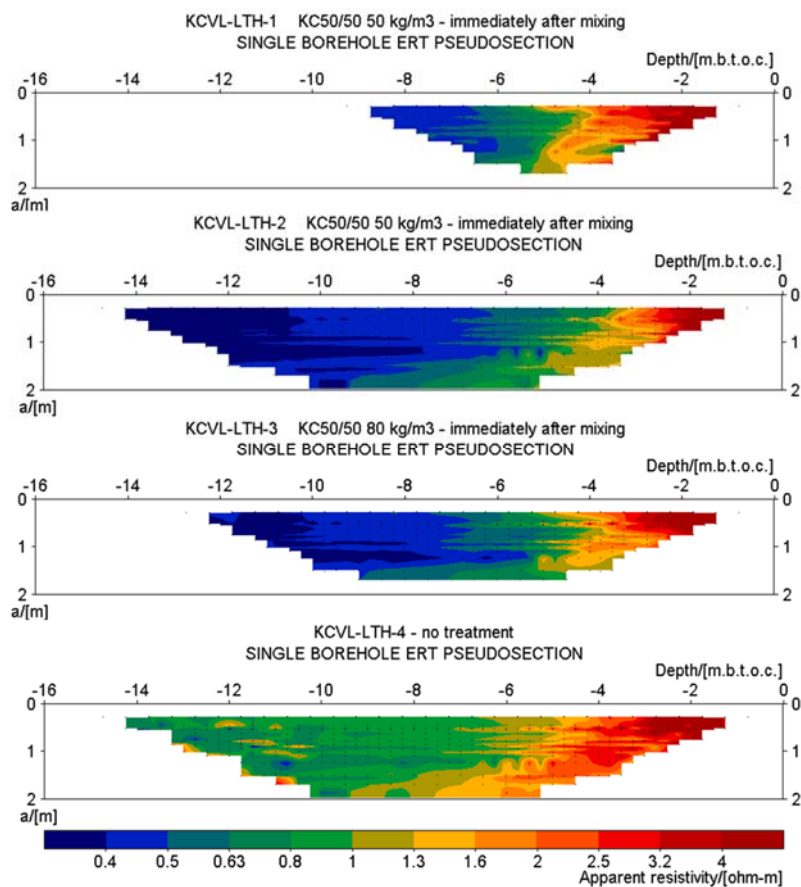 KCVL-LTH-1 KC50/50 50 kg/m3 - immediately after mixing
SINGLE BOREHOLE ERT PSEUDOSECTION
Depth/[m.b.t.o.c.]
-16 -14 -12 -10 -8 -6 -4 -2 0
0 0
1 1
2 2
a/[m]
KCVL-LTH-2 KC50/50 50 kg/m3 - immediately after mixing
SINGLE BOREHOLE ERT PSEUDOSECTION
Depth/[m.b.t.o.c.]
-16 -14 -12 -10 -8 -6 -4 -2 0
0 0
1 1
2 2
a/[m]
KCVL-LTH-3 KC50/50 80 kg/m3 - immediately after mixing
SINGLE BOREHOLE ERT PSEUDOSECTION
Depth/[m.b.t.o.c.]
-16 -14 -12 -10 -8 -6 -4 -2 0
0 0
1 1
2 2
a/[m]
KCVL-LTH-4 - no treatment
SINGLE BOREHOLE ERT PSEUDOSECTION
Depth/[m.b.t.o.c.]
-16 -14 -12 -10 -8 -6 -4 -2 0
0 0
1 1
2 2
a/[m]
0.4 0.5 0.63 0.8 1 1.3 1.6 2 2.5 3.2 4
Apparent resistivity/[ohm-m]